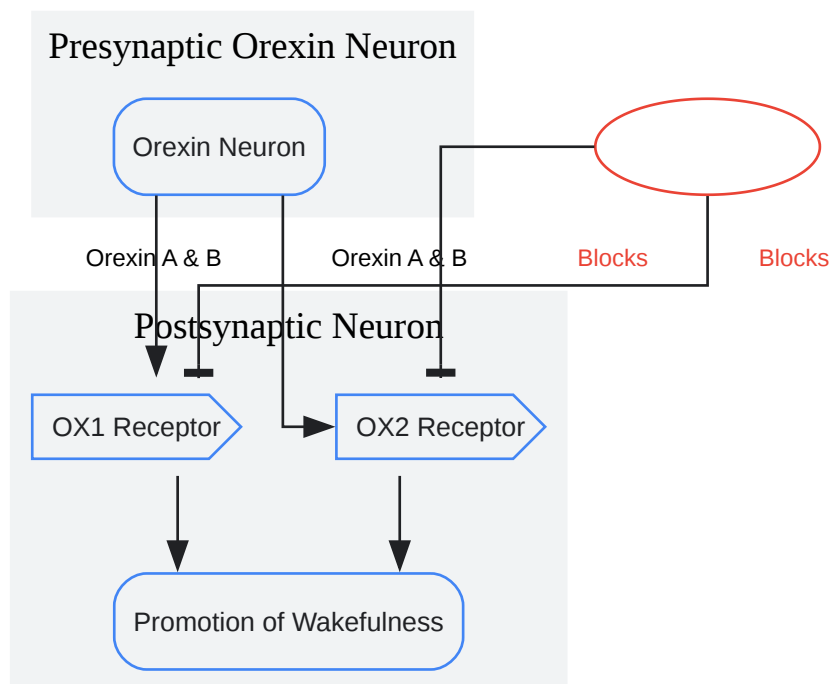 Presynaptic Orexin Neuron
Orexin Neuron
Orexin A & B
Orexin A & B
Blocks
Blocks
Postsynaptic Neuron
OX1 Receptor
OX2 Receptor
Promotion of Wakefulness